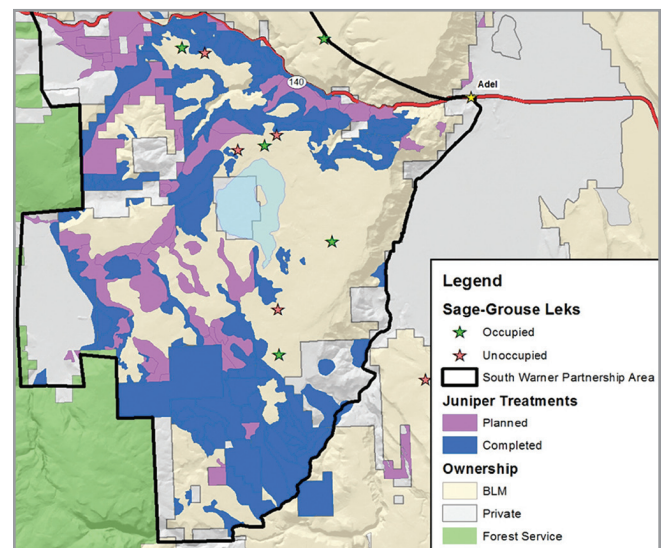 140
Adel
Legend
Sage-Grouse Leks
Occupied
Unoccupied
South Warner Partnership Area
Juniper Treatments
Planned
Completed
Ownership
BLM
Private
Forest Service